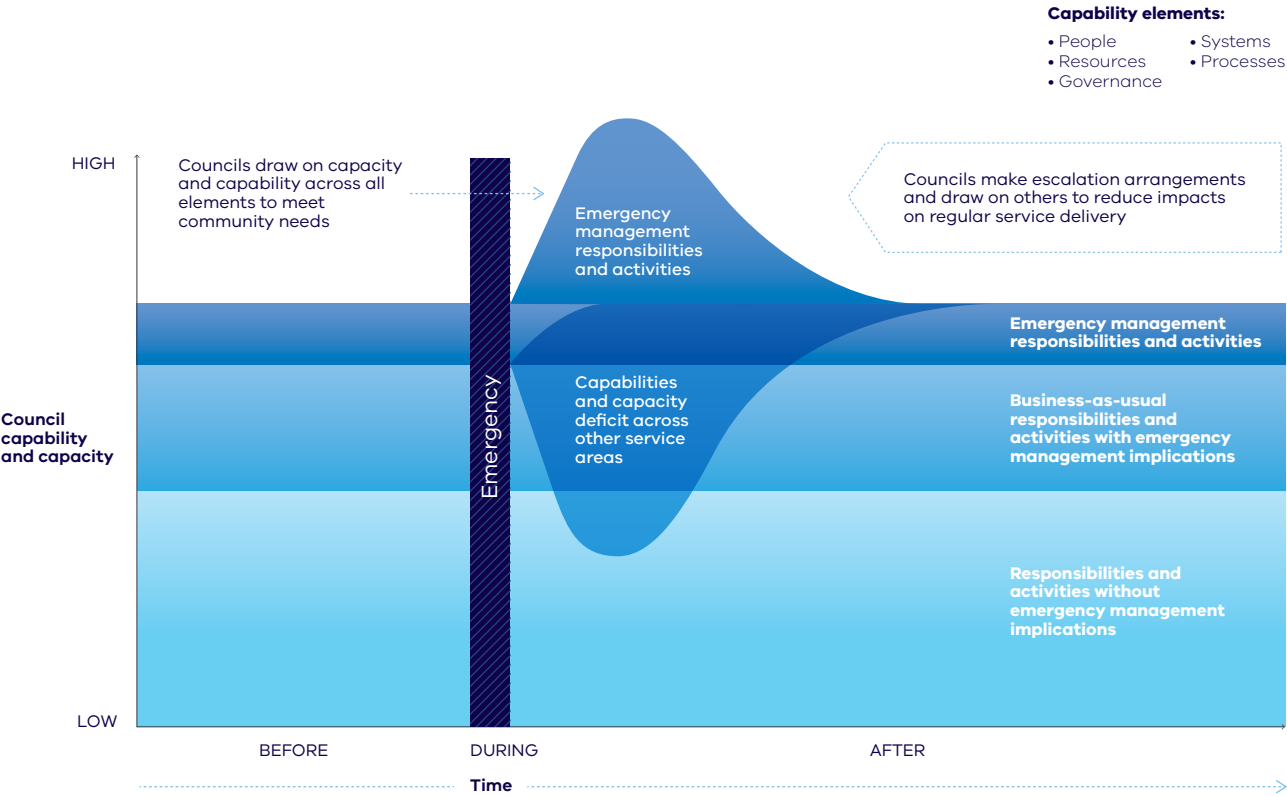 Capability elements:
• People
• Resources
• Governance
• Systems
• Processes
HIGH
Councils draw on capacity
and capability across all
elements to meet
community needs
Emergency
management
responsibilities
and activities
Councils make escalation arrangements
and draw on others to reduce impacts
on regular service delivery
Emergency management
responsibilities and activities
Emergency
Capabilities
and capacity
deficit across
other service
areas
Business-as-usual
responsibilities and
activities with emergency
management implications
Council
capability
and capacity
Responsibilities and
activities without
emergency management
implications
LOW
BEFORE
DURING
AFTER
Time